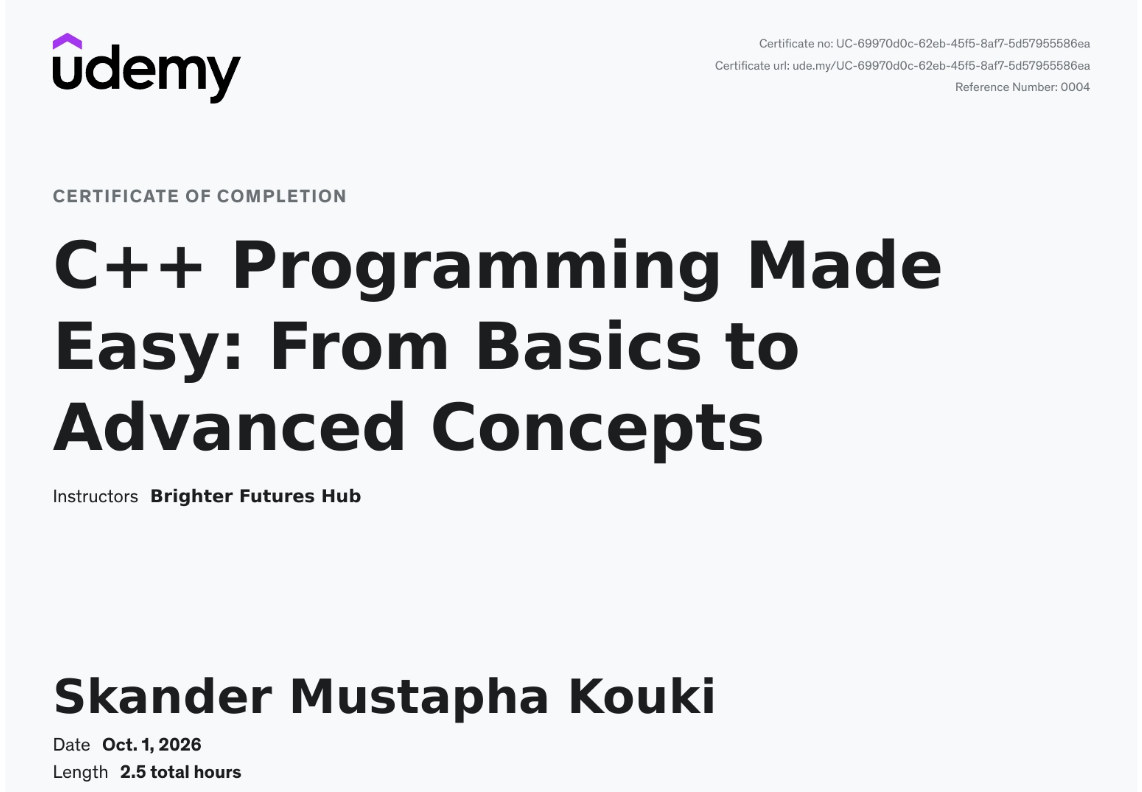 udemy
Certificate no: UC-69970d0c-62eb-45f5-8af7-5d57955586ea
Certificate url: ude.my/UC-69970d0c-62eb-45f5-8af7-5d57955586ea
Reference Number: 0004
CERTIFICATE OF COMPLETION
C++ Programming Made
Easy: From Basics to
Advanced Concepts
Instructors Brighter Futures Hub
Skander Mustapha Kouki
Date Oct. 1, 2026
Length 2.5 total hours